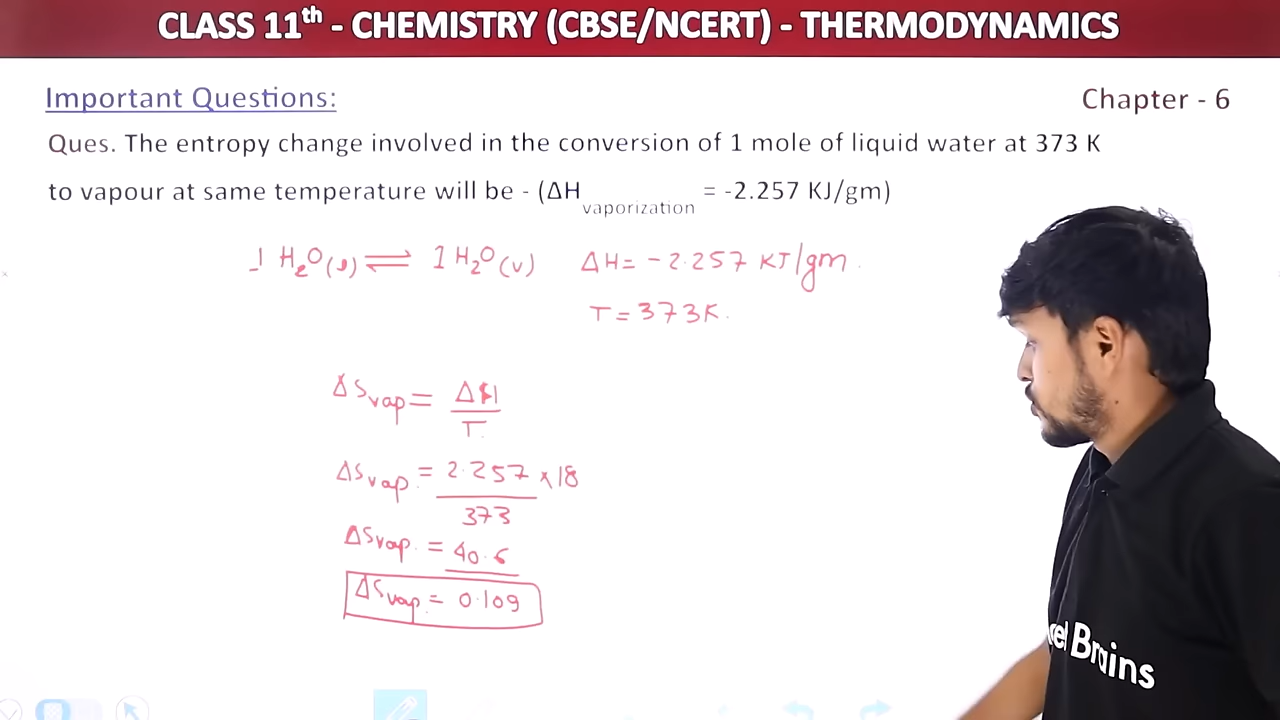 CLASS 11th - CHEMISTRY (CBSE/NCERT) - THERMODYNAMICS
Important Questions:
Chapter - 6
Ques. The entropy change involved in the conversion of 1 mole of liquid water at 373 K
to vapour at same temperature will be - (ΔH vaporization = -2.257 KJ/gm)
1 H2O(l) ⇌ 1 H2O(v) ΔH = -2.257 KJ/gm.
T = 373K.
ΔSvap = ΔH/T.
ΔSvap. = 2.257 × 18
373
ΔSvap. = 40.6
ΔSvap. = 0.109
Brains